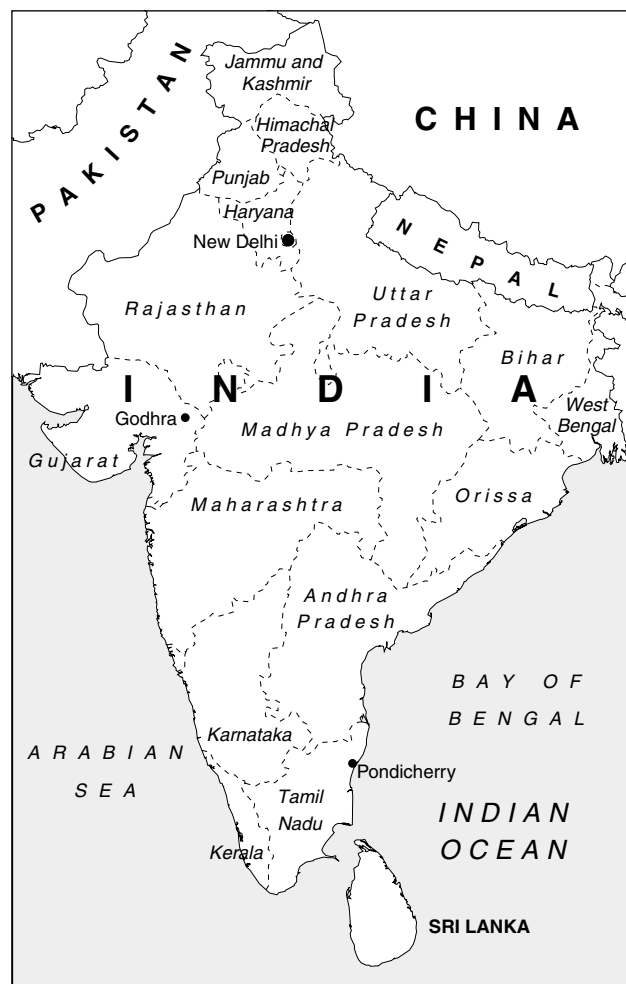 Jammu and
Kashmir
CHINA
PAKISTAN
Himachal
Pradesh
Punjab
Haryana
New Delhi
NEPAL
Rajasthan
Uttar
Pradesh
Bihar
INDIA
Godhra
Madhya Pradesh
West
Bengal
Gujarat
Maharashtra
Orissa
Andhra
Pradesh
BAY OF
BENGAL
Karnataka
ARABIAN
SEA
Pondicherry
Tamil
Nadu
INDIAN
OCEAN
Kerala
SRI LANKA